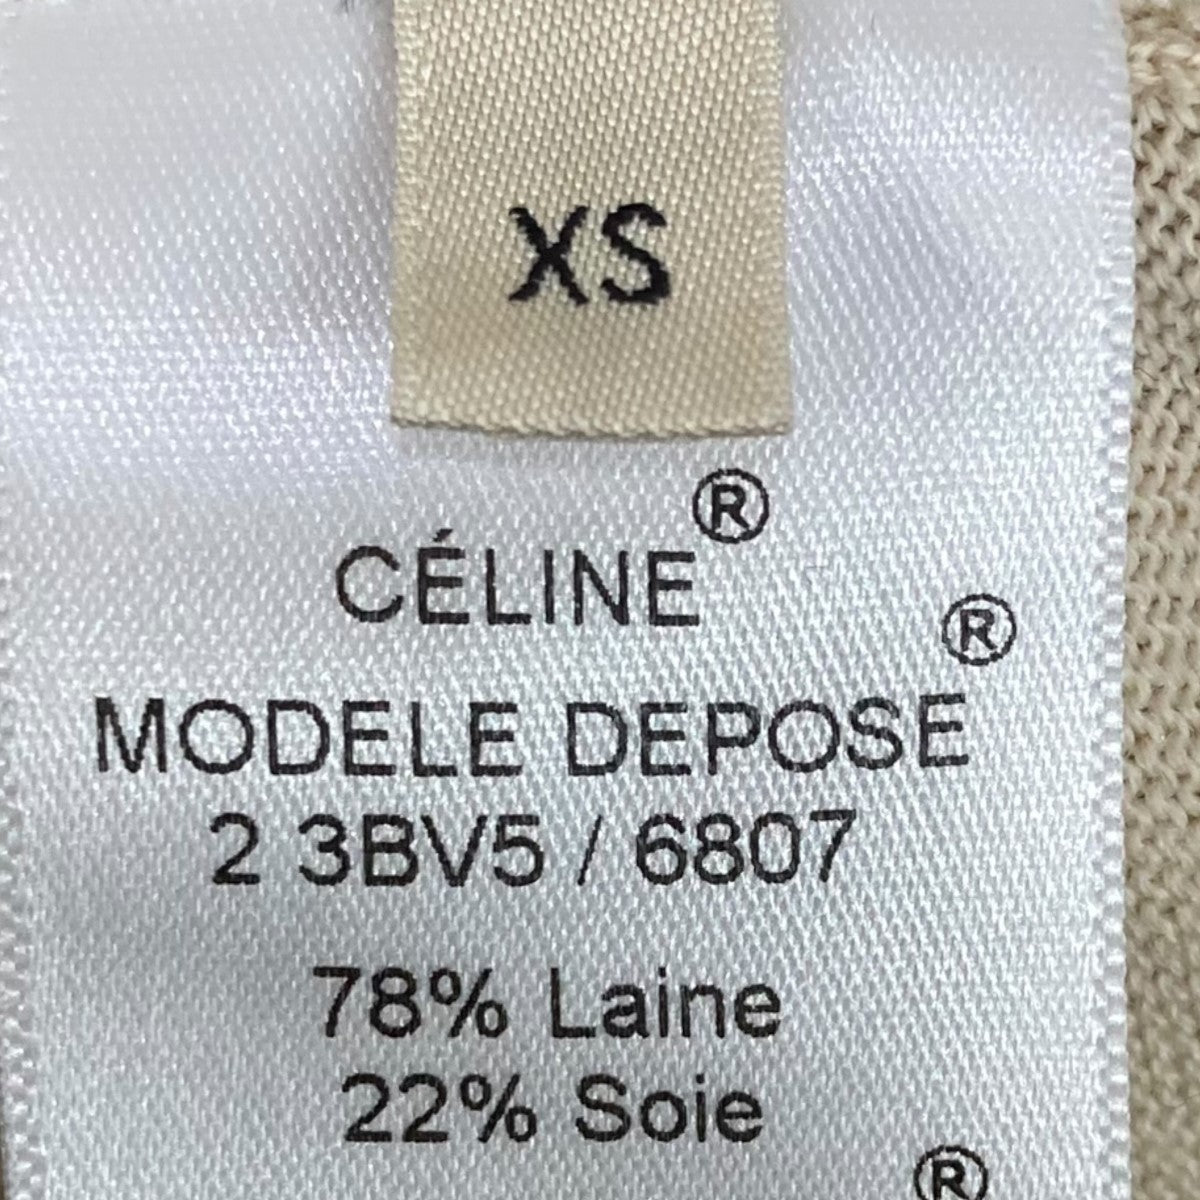 XS
CÉLINE®
MODELE DEPOSE®
2 3BV5 / 6807
78% Laine
22% Soie
®